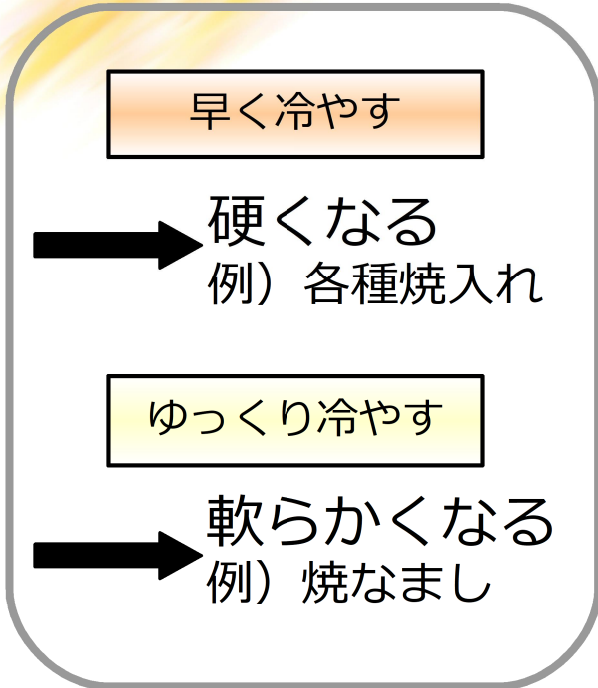 早く冷やす
硬くなる
例）各種焼入れ
ゆっくり冷やす
軟らかくなる
例）焼なまし